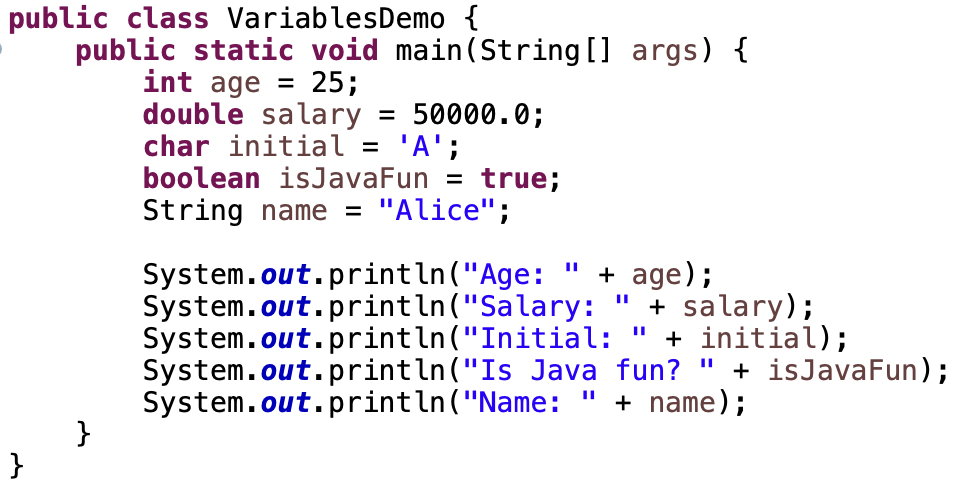 public class VariablesDemo {
    public static void main(String[] args) {
        int age = 25;
        double salary = 50000.0;
        char initial = 'A';
        boolean isJavaFun = true;
        String name = "Alice";

        System.out.println("Age: " + age);
        System.out.println("Salary: " + salary);
        System.out.println("Initial: " + initial);
        System.out.println("Is Java fun? " + isJavaFun);
        System.out.println("Name: " + name);
    }
}